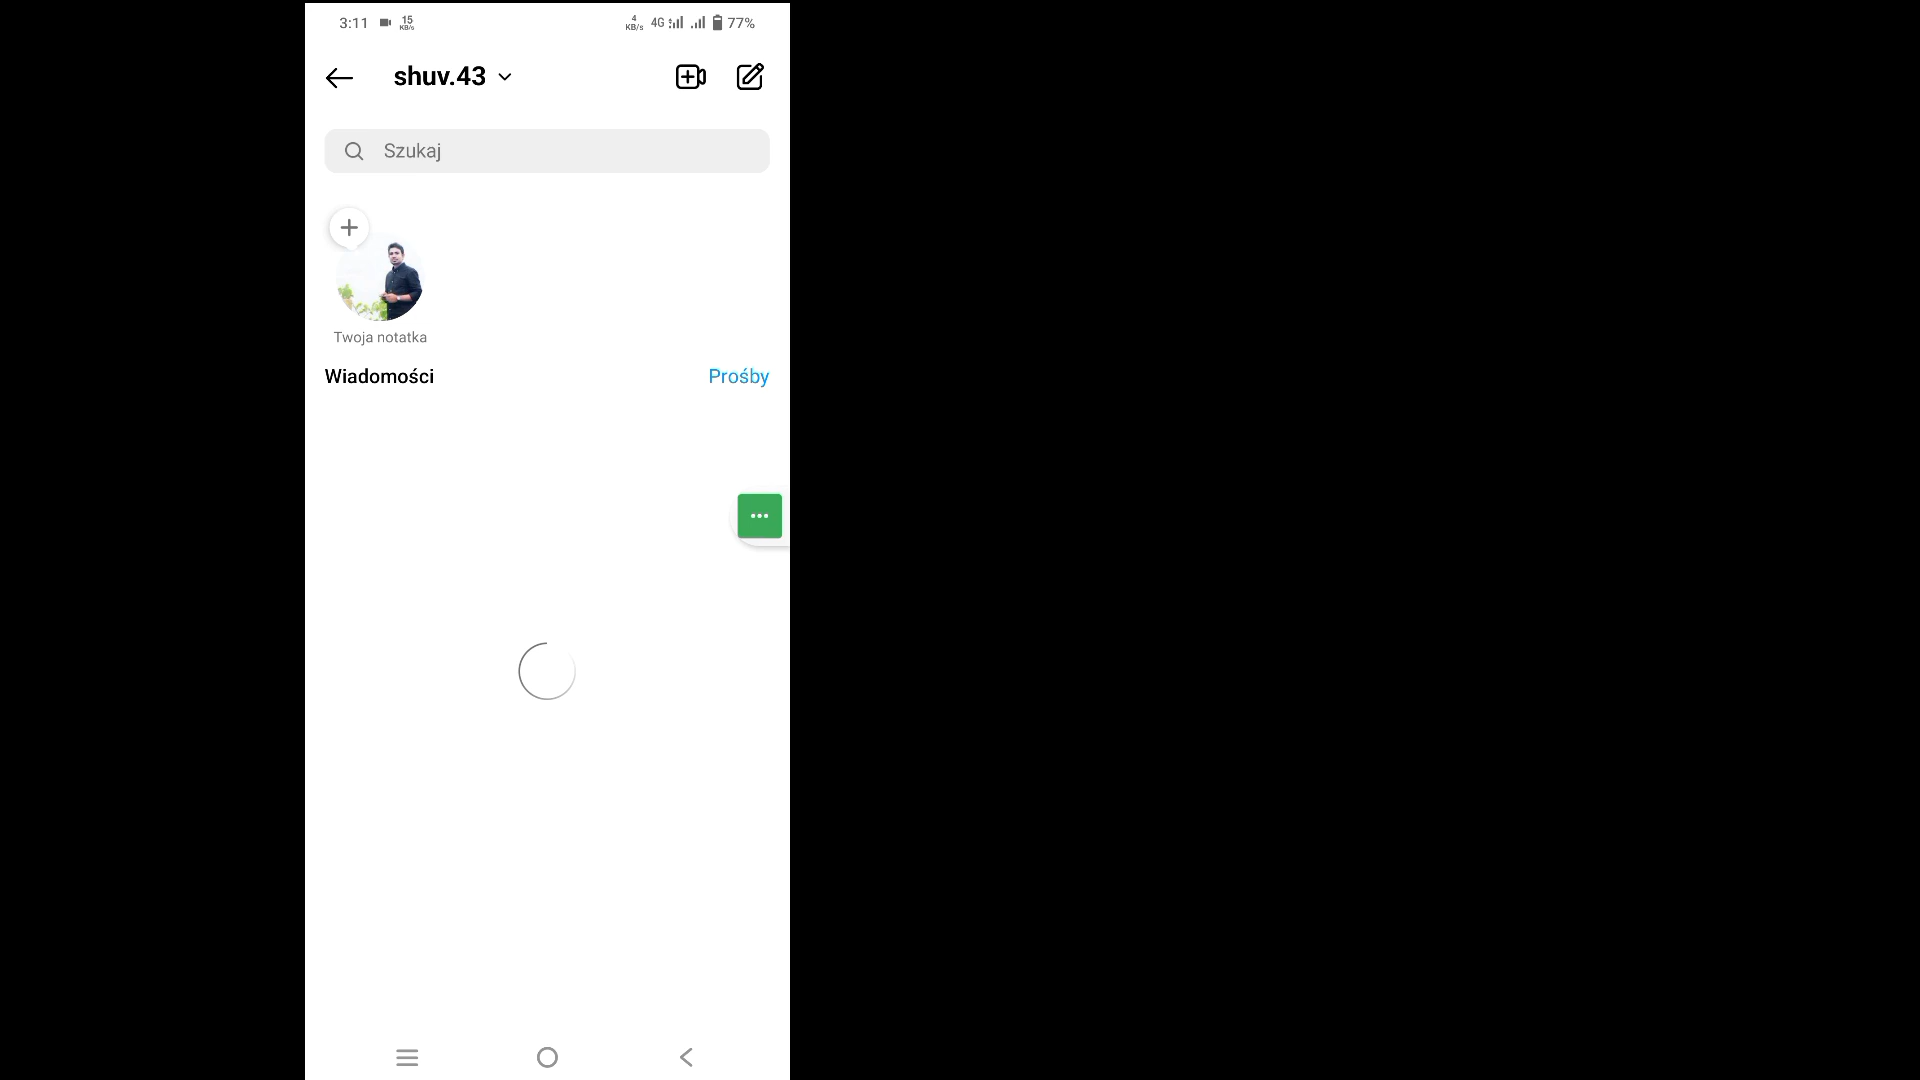 3:11 15 KB/s 4 KB/s 4G 77%
shuv.43
Szukaj
Twoja notatka
Wiadomości Prośby